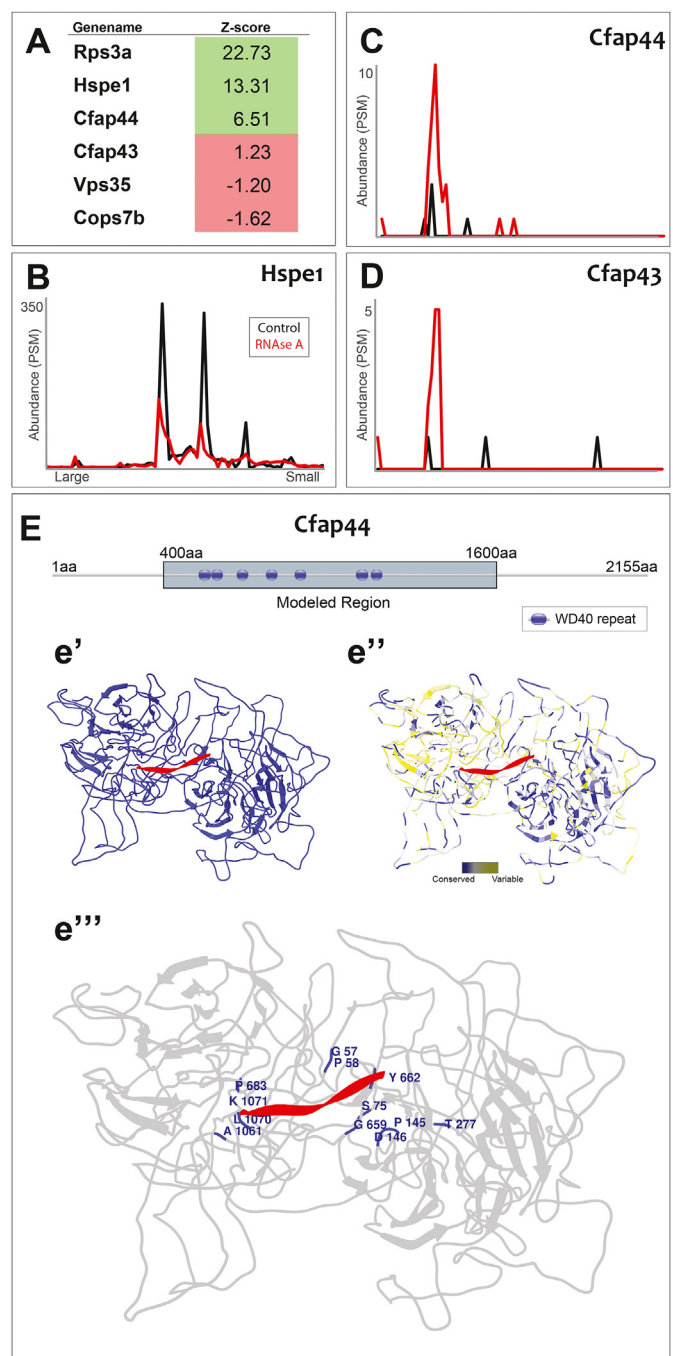 A
Genename Z-score
Rps3a 22.73
Hspe1 13.31
Cfap44 6.51
Cfap43 1.23
Vps35 -1.20
Cops7b -1.62
B
Hspe1
350
Abundance (PSM)
Control
RNAse A
Large Small
C
Cfap44
10
Abundance (PSM)
D
Cfap43
5
Abundance (PSM)
E
Cfap44
1aa 400aa 1600aa 2155aa
Modeled Region
WD40 repeat
e’
e’’
Conserved Variable
e’’’
G 57
P 58
Y 662
P 683
K 1071
S 75
L 1070
G 659 P 145 T 277
A 1061
D 146